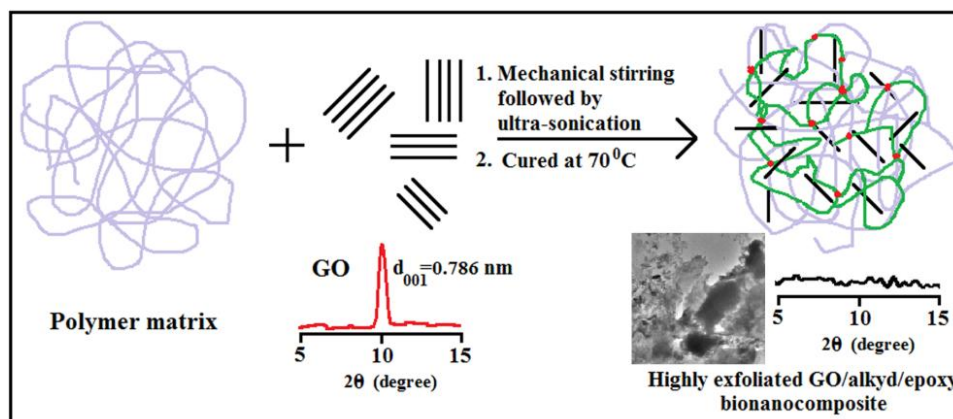 Polymer matrix
+
1. Mechanical stirring
followed by
ultra-sonication
2. Cured at 70⁰C
GO
d001=0.786 nm
5 10 15
2θ (degree)
5 10 15
2θ (degree)
Highly exfoliated GO/alkyd/epoxy
bionanocomposite